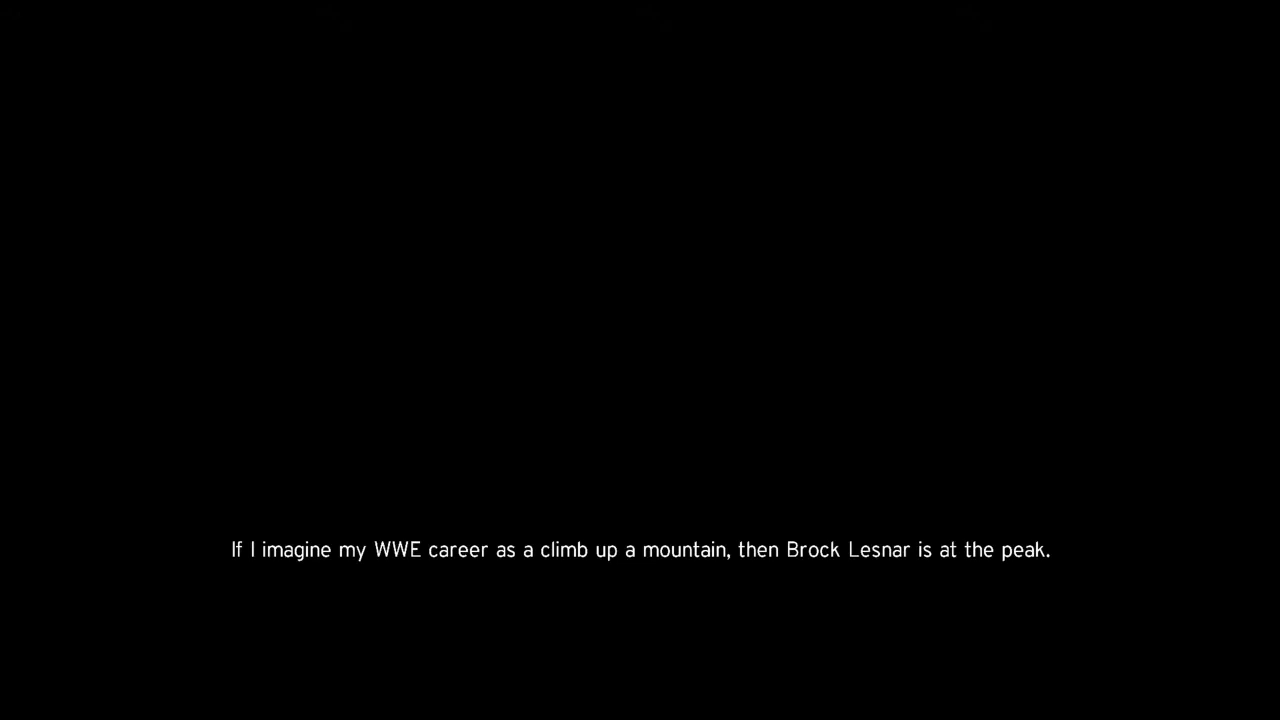 If I imagine my WWE career as a climb up a mountain, then Brock Lesnar is at the peak.